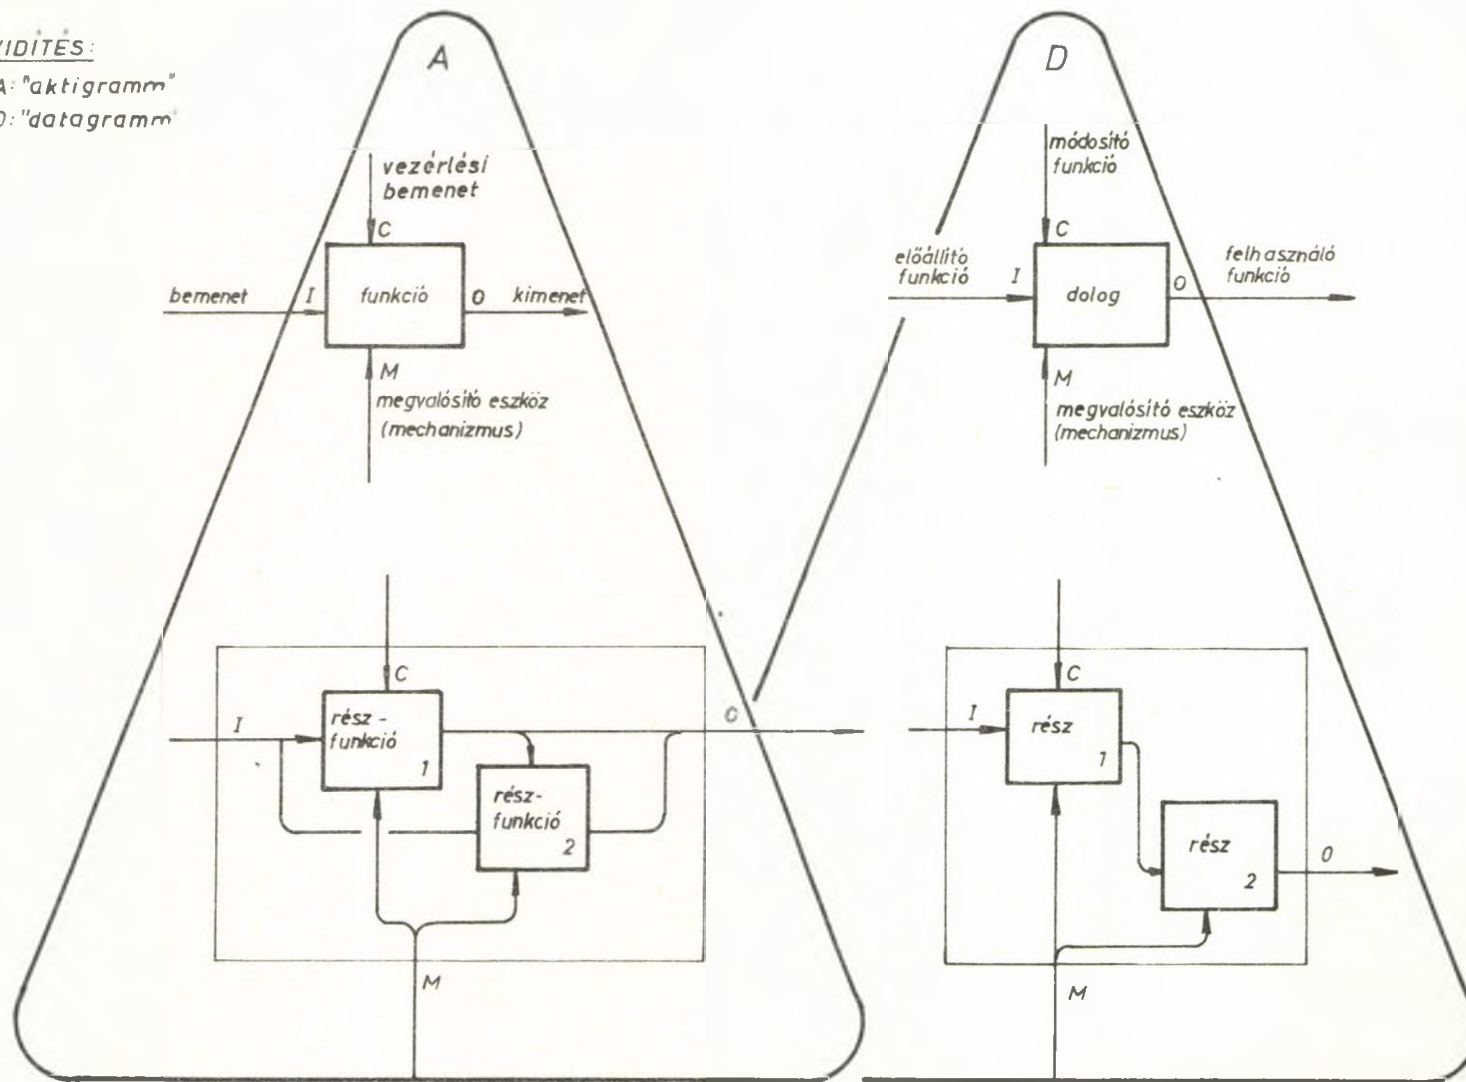 VIDITÉS:
A: "aktigramm"
D: "datagramm"
A
vezérlési
bemenet
C
bemenet
I
funkció
O
kimenet
M
megvalósító eszköz
(mechanizmus)
C
I
rész-
funkció
1
rész-
funkció
2
O
M
D
módosító
funkció
C
előállító
funkció
I
dolog
O
felhasználó
funkció
M
megvalósító eszköz
(mechanizmus)
C
I
rész
1
rész
2
O
M